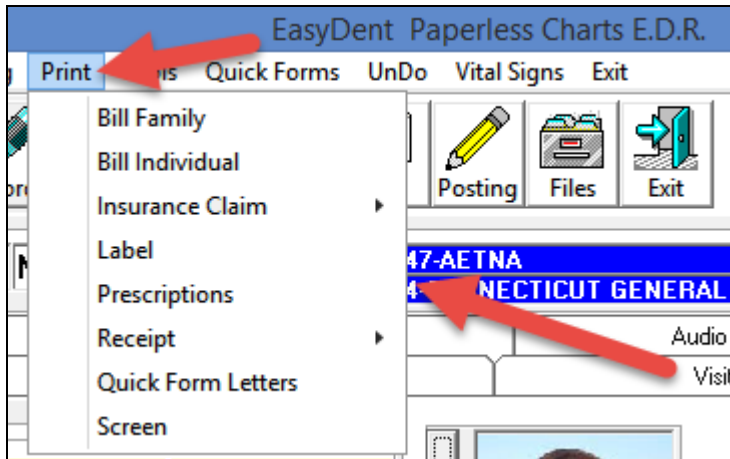 EasyDent Paperless Charts E.D.R.
Print Quick Forms UnDo Vital Signs Exit
Bill Family
Bill Individual
Insurance Claim
Label
Prescriptions
Receipt
Quick Form Letters
Screen
Posting Files Exit
47-AETNA
NECTICUT GENERAL
Audio